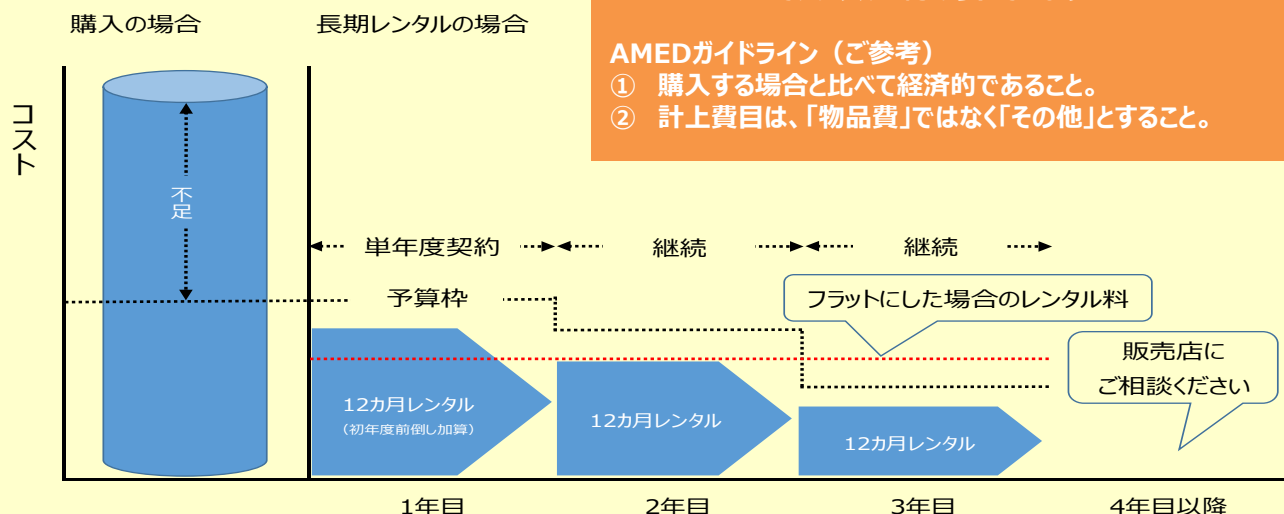 購入の場合
長期レンタルの場合
AMEDガイドライン（ご参考）
① 購入する場合と比べて経済的であること。
② 計上費目は、「物品費」ではなく「その他」とすること。
コスト
不足
単年度契約
継続
継続
予算枠
フラットにした場合のレンタル料
販売店に
ご相談ください
12カ月レンタル
（初年度前倒し加算）
12カ月レンタル
12カ月レンタル
1年目
2年目
3年目
4年目以降